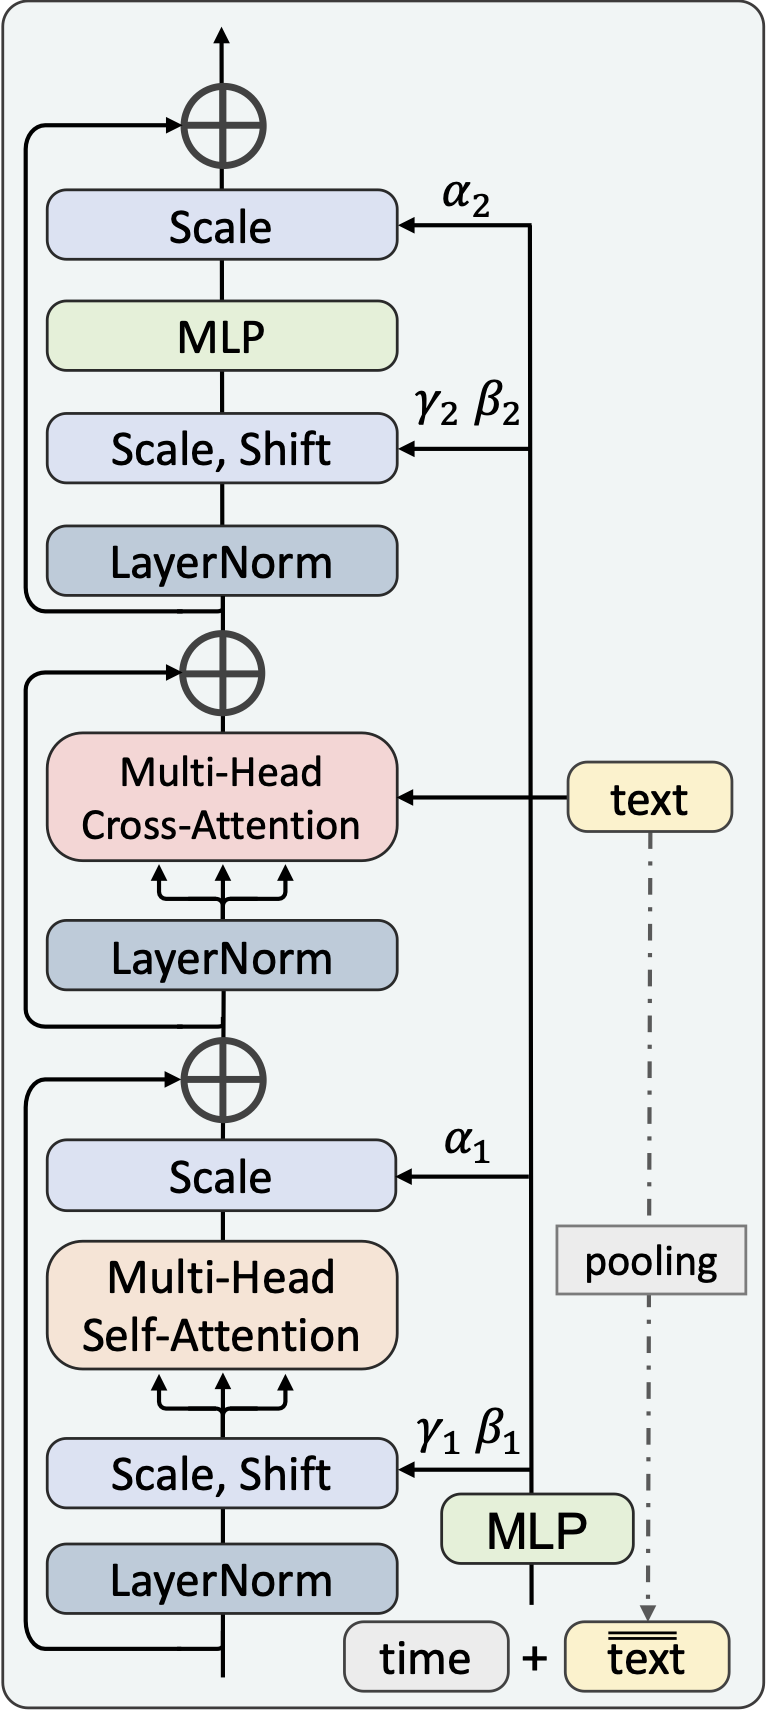 α₂
Scale
MLP
γ₂ β₂
Scale, Shift
LayerNorm
Multi-Head
Cross-Attention
text
LayerNorm
α₁
Scale
pooling
Multi-Head
Self-Attention
γ₁ β₁
Scale, Shift
MLP
LayerNorm
time + text